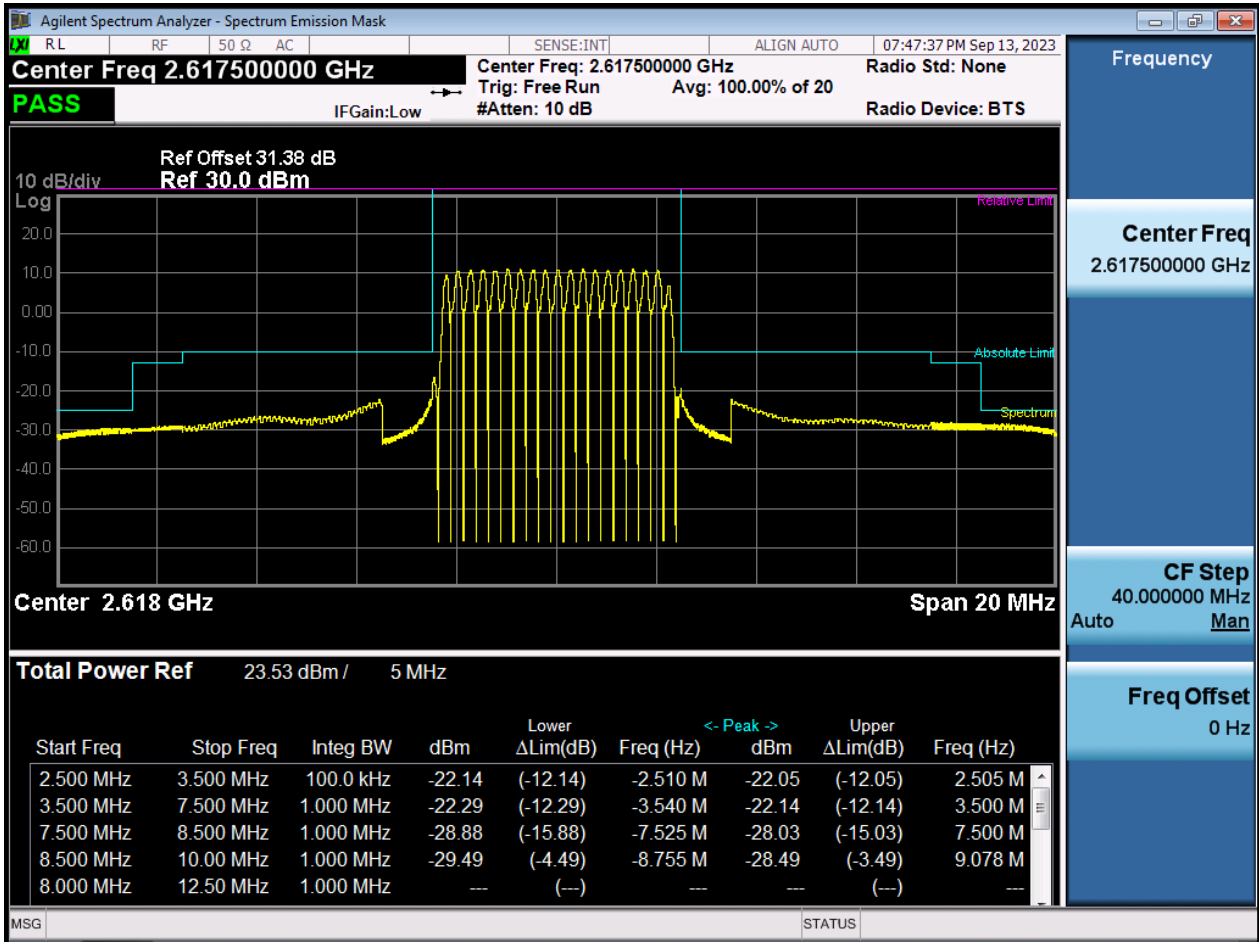 Agilent Spectrum Analyzer - Spectrum Emission Mask
LXI RL RF 50 Ω AC SENSE:INT ALIGN AUTO 07:47:37 PM Sep 13, 2023
Center Freq 2.617500000 GHz
Center Freq: 2.617500000 GHz
Radio Std: None
Trig: Free Run Avg: 100.00% of 20
PASS
IFGain:Low
#Atten: 10 dB
Radio Device: BTS
Ref Offset 31.38 dB
10 dB/div Ref 30.0 dBm
Log
Relative Limit
20.0
10.0
0.00
-10.0
Absolute Limit
-20.0
Spectrum
-30.0
-40.0
-50.0
-60.0
Center 2.618 GHz Span 20 MHz
Total Power Ref 23.53 dBm / 5 MHz
Lower <- Peak -> Upper
Start Freq Stop Freq Integ BW dBm ΔLim(dB) Freq (Hz) dBm ΔLim(dB) Freq (Hz)
2.500 MHz 3.500 MHz 100.0 kHz -22.14 (-12.14) -2.510 M -22.05 (-12.05) 2.505 M
3.500 MHz 7.500 MHz 1.000 MHz -22.29 (-12.29) -3.540 M -22.14 (-12.14) 3.500 M
7.500 MHz 8.500 MHz 1.000 MHz -28.88 (-15.88) -7.525 M -28.03 (-15.03) 7.500 M
8.500 MHz 10.00 MHz 1.000 MHz -29.49 (-4.49) -8.755 M -28.49 (-3.49) 9.078 M
8.000 MHz 12.50 MHz 1.000 MHz --- (---) --- --- (---) ---
MSG STATUS
Frequency
Center Freq
2.617500000 GHz
CF Step
40.000000 MHz
Auto Man
Freq Offset
0 Hz